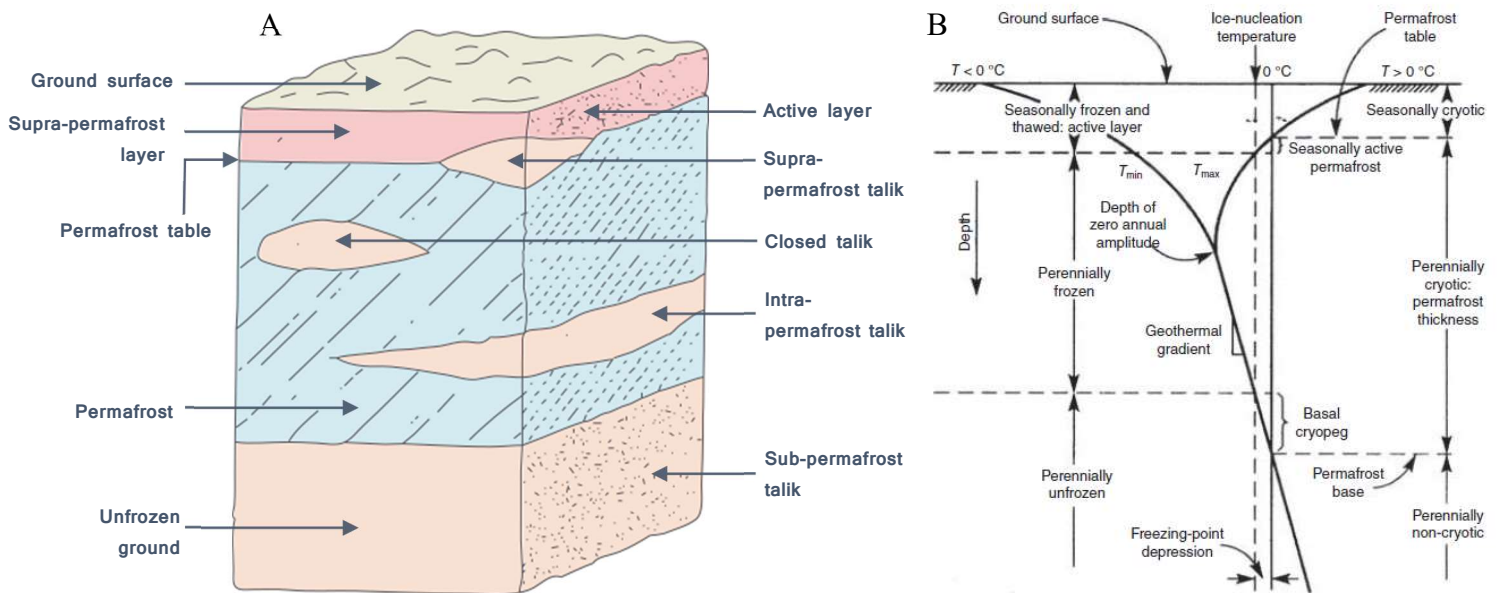 A
Ground surface
Supra-permafrost
layer
Permafrost table
Permafrost
Unfrozen
ground
Active layer
Supra-
permafrost talik
Closed talik
Intra-
permafrost talik
Sub-permafrost
talik
B
Ground surface
Ice-nucleation
temperature
Permafrost
table
T < 0 °C
0 °C
T > 0 °C
Seasonally frozen and
thawed: active layer
Seasonally cryotic
Seasonally active
permafrost
Tmin
Tmax
Depth
Depth of
zero annual
amplitude
Perennially
frozen
Perennially
cryotic:
permafrost
thickness
Geothermal
gradient
Basal
cryopeg
Perennially
unfrozen
Permafrost
base
Perennially
non-cryotic
Freezing-point
depression